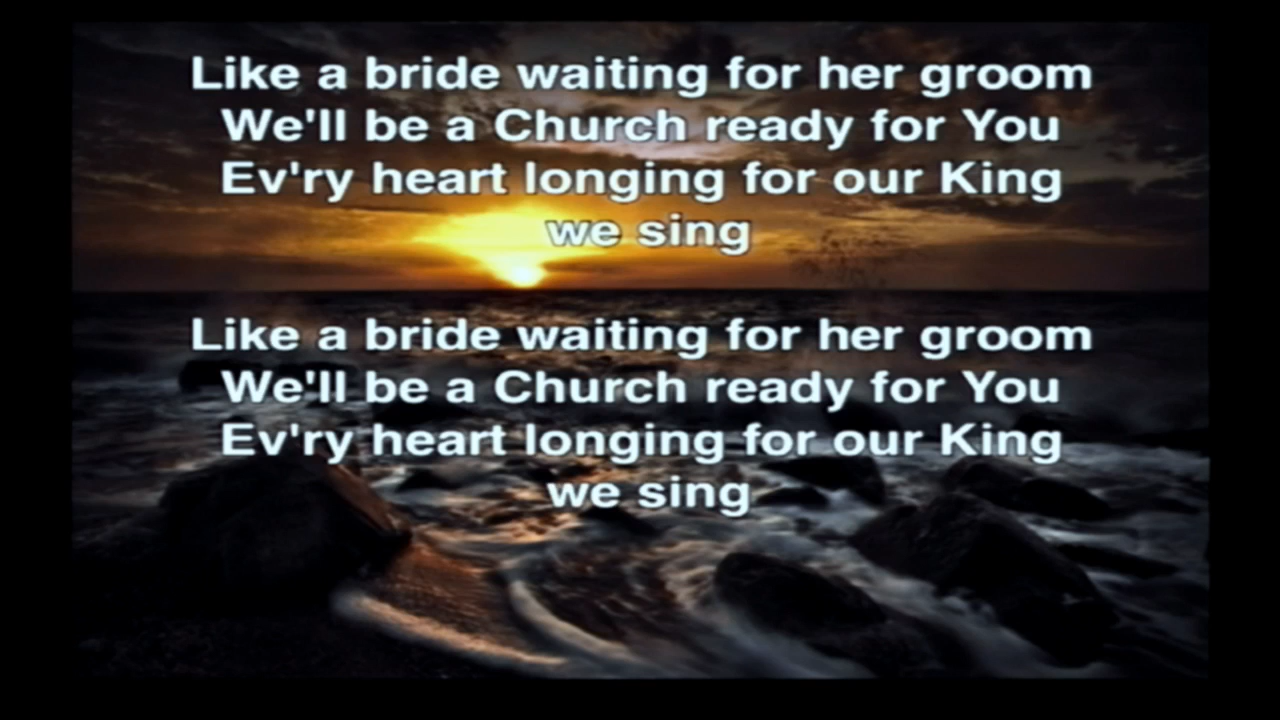 Like a bride waiting for her groom
We'll be a Church ready for You
Ev'ry heart longing for our King
we sing
Like a bride waiting for her groom
We'll be a Church ready for You
Ev'ry heart longing for our King
we sing